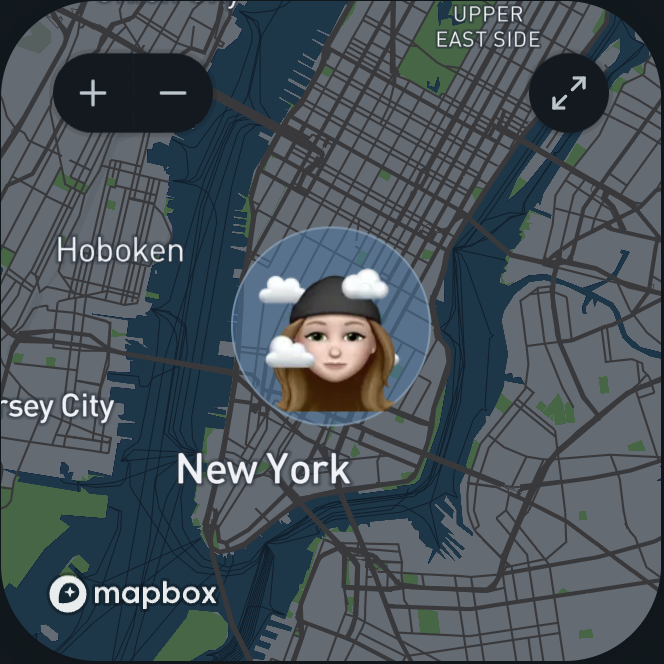 UPPER
EAST SIDE
Hoboken
rsey City
New York
mapbox